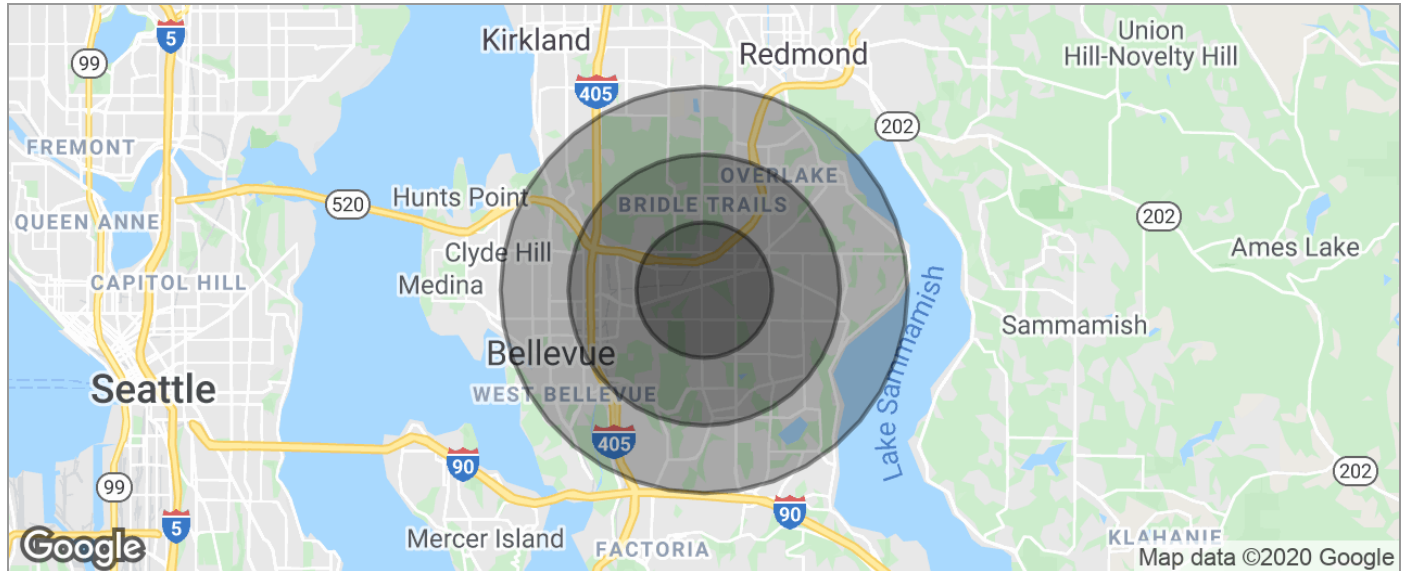 5
Kirkland
Redmond
Union
Hill-Novelty Hill
99
405
202
FREMONT
OVERLAKE
Hunts Point
520
BRIDLE TRAILS
202
QUEEN ANNE
Clyde Hill
Ames Lake
CAPITOL HILL
Medina
Sammamish
Bellevue
Lake Sammamish
Seattle
WEST BELLEVUE
405
90
202
99
90
5
Mercer Island
FACTORIA
KLAHANIE
Google
Map data ©2020 Google